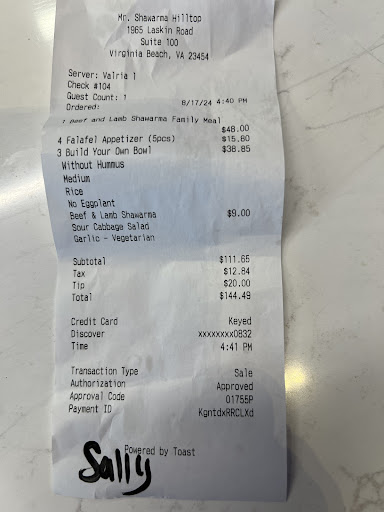 Mr. Shawarma Hilltop
1965 Laskin Road
Suite 100
Virginia Beach, VA 23454
Server: Valria 1
Check #104
Guest Count: 1
Ordered: 8/17/24 4:40 PM
1 Beef and Lamb Shawarma Family Meal
$48.00
4 Falafel Appetizer (5pcs) $15.80
3 Build Your Own Bowl $38.85
Without Hummus
Medium
Rice
No Eggplant
Beef & Lamb Shawarma $9.00
Sour Cabbage Salad
Garlic - Vegetarian
Subtotal $111.65
Tax $12.84
Tip $20.00
Total $144.49
Credit Card Keyed
Discover xxxxxxxx0832
Time 4:41 PM
Transaction Type Sale
Authorization Approved
Approval Code 01755P
Payment ID KgntdxRRCLXd
Powered by Toast
Sally